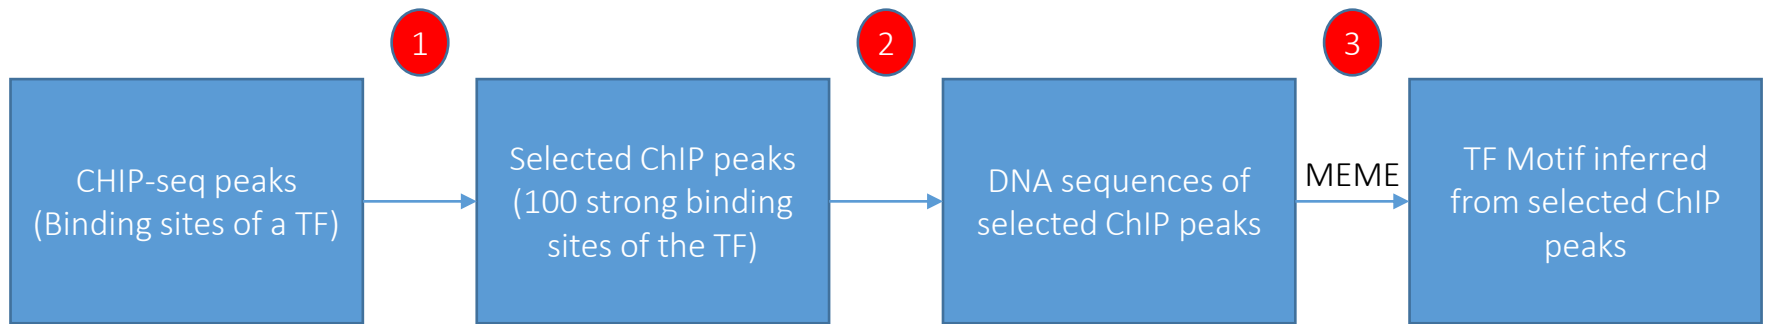 1
2
3
CHIP-seq peaks
(Binding sites of a TF)
Selected ChIP peaks
(100 strong binding
sites of the TF)
DNA sequences of
selected ChIP peaks
MEME
TF Motif inferred
from selected ChIP
peaks